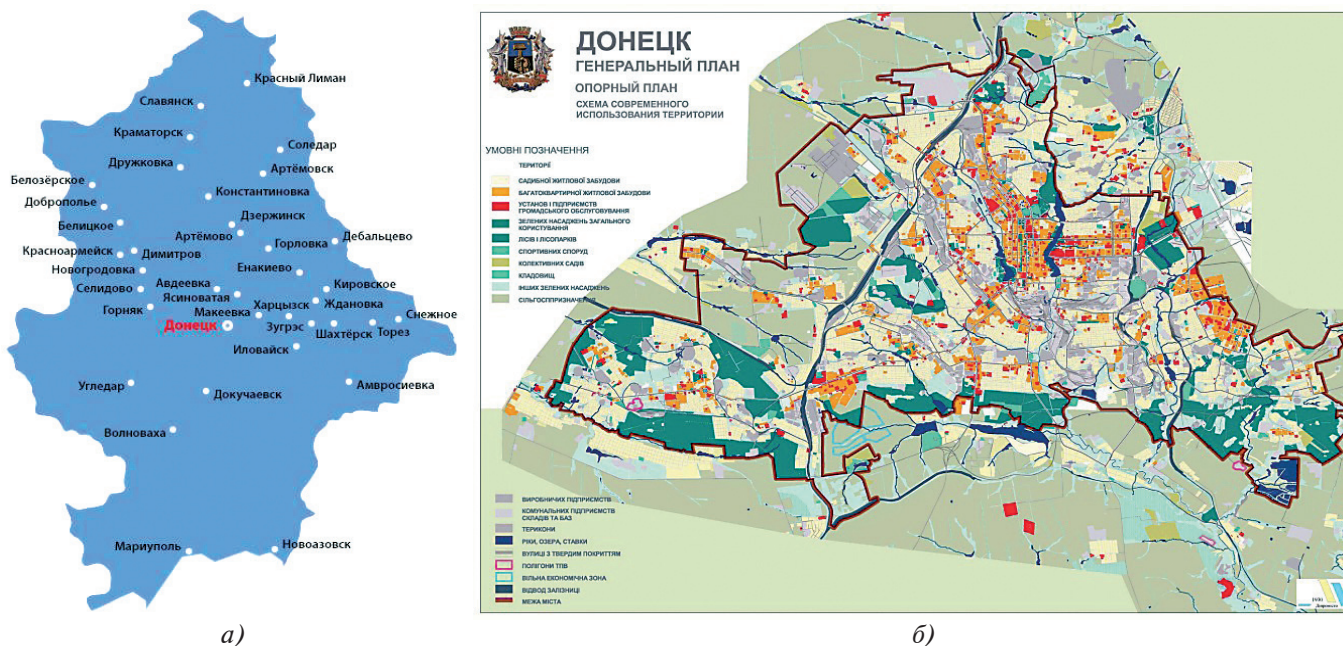 Красный Лиман
Славянск
Краматорск
Соледар
Дружковка
Артёмовск
Белозёрское
Константиновка
Доброполье
Дзержинск
Белицкое
Артёмово
Дебальцево
Горловка
Красноармейск
Димитров
Новогродовка
Енакиево
Селидово
Авдеевка
Кировское
Ясиноватая
Харцызск
Ждановка
Горняк
Макеевка
Снежное
Донецк
Зугрэс
Шахтёрск
Торез
Иловайск
Угледар
Амвросиевка
Докучаевск
Волноваха
Мариуполь
Новоазовск
а)
ДОНЕЦК
ГЕНЕРАЛЬНЫЙ ПЛАН
ОПОРНЫЙ ПЛАН
СХЕМА СОВРЕМЕННОГО
ИСПОЛЬЗОВАНИЯ ТЕРРИТОРИИ
УМОВНІ ПОЗНАЧЕННЯ
ТЕРИТОРІЇ
САДИБНОЇ ЖИТЛОВОЇ ЗАБУДОВИ
БАГАТОКВАРТИРНОЇ ЖИТЛОВОЇ ЗАБУДОВИ
УСТАНОВ І ПІДПРИЄМСТВ
ГРОМАДСЬКОГО ОБСЛУГОВУВАННЯ
ЗЕЛЕНИХ НАСАДЖЕНЬ ЗАГАЛЬНОГО
КОРИСТУВАННЯ
ЛІСІВ І ЛІСОПАРКІВ
СПОРТИВНИХ СПОРУД
КОЛЕКТИВНИХ САДІВ
КЛАДОВИЩ
ІНШИХ ЗЕЛЕНИХ НАСАДЖЕНЬ
СІЛЬГОСППРИЗНАЧЕННЯ
ВИРОБНИЧИХ ПІДПРИЄМСТВ
КОМУНАЛЬНИХ ПІДПРИЄМСТВ
СКЛАДІВ ТА БАЗ
ТЕРИКОНИ
РІКИ, ОЗЕРА, СТАВКИ
ВУЛИЦІ З ТВЕРДИМ ПОКРИТТЯМ
ПОЛІГОНИ ТПВ
ВІЛЬНА ЕКОНОМІЧНА ЗОНА
ВІДВОД ЗАЛІЗНИЦІ
МЕЖА МІСТА
б)